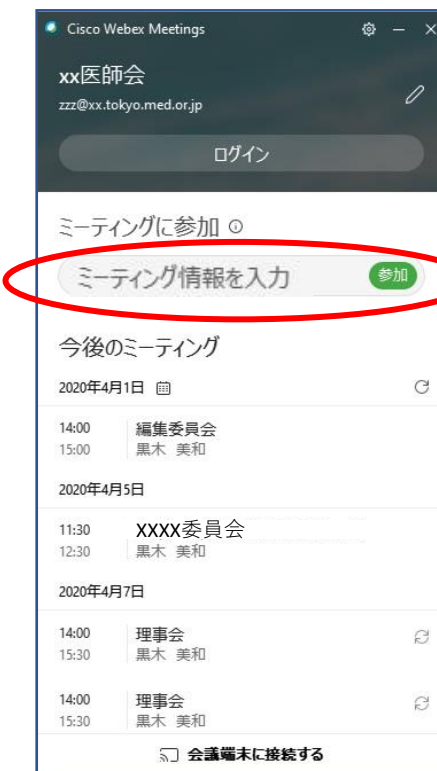 Cisco Webex Meetings
xx医師会
zzz@xx.tokyo.med.or.jp
ログイン
ミーティングに参加
ミーティング情報を入力 参加
今後のミーティング
2020年4月1日
14:00 編集委員会
15:00 黒木 美和
2020年4月5日
11:30 XXXX委員会
12:30 黒木 美和
2020年4月7日
14:00 理事会
15:30 黒木 美和
14:00 理事会
15:30 黒木 美和
会議端末に接続する